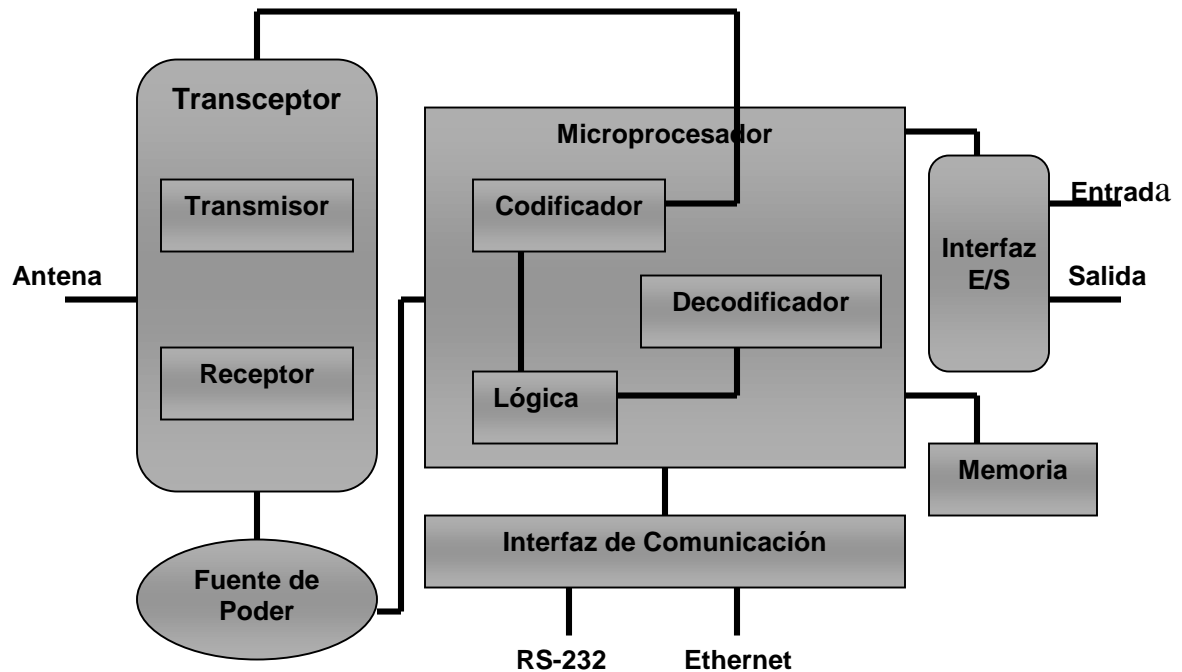 Transceptor
Transmisor
Antena
Receptor
Fuente de
Poder
Microprocesador
Codificador
Decodificador
Lógica
Interfaz
E/S
Entrada
Salida
Memoria
Interfaz de Comunicación
RS-232
Ethernet